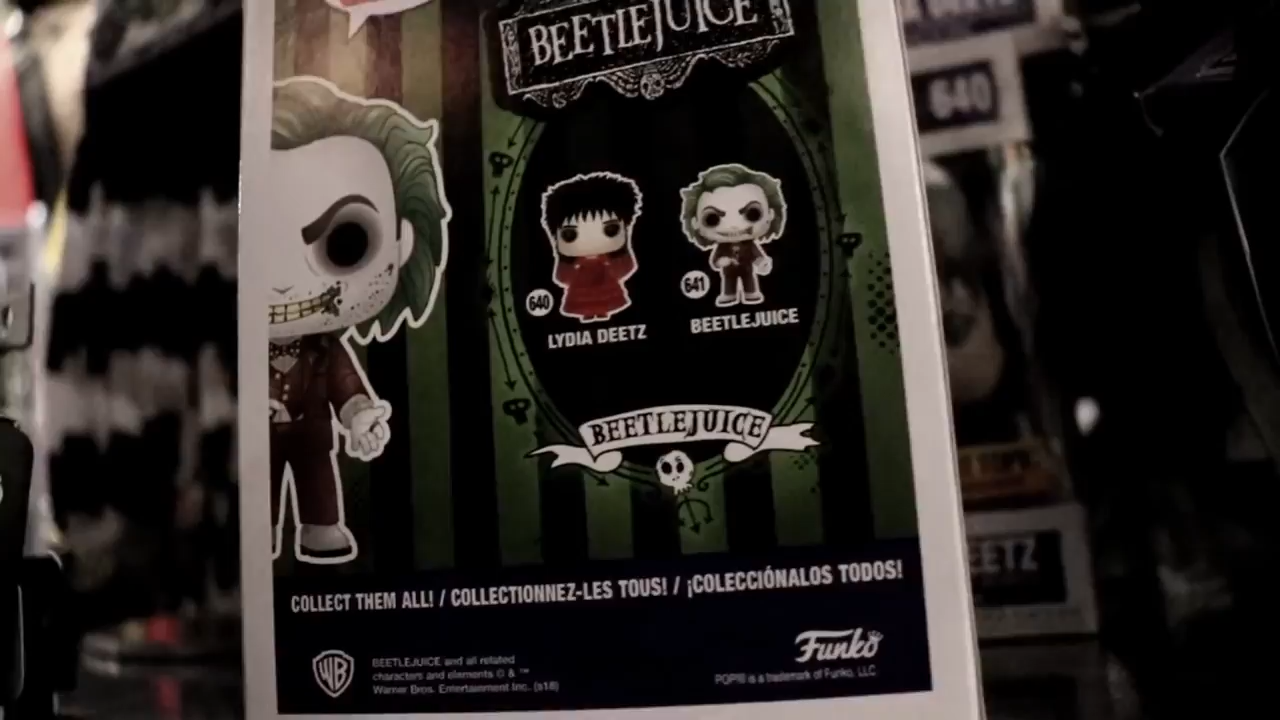 BEETLEJUICE
640
640
641
LYDIA DEETZ
BEETLEJUICE
BEETLEJUICE
COLLECT THEM ALL! / COLLECTIONNEZ-LES TOUS! / ¡COLECCIÓNALOS TODOS!
WB
BEETLEJUICE and all related
characters and elements © & ™
Warner Bros. Entertainment Inc. (s18)
Funko
POP!® is a trademark of Funko, LLC